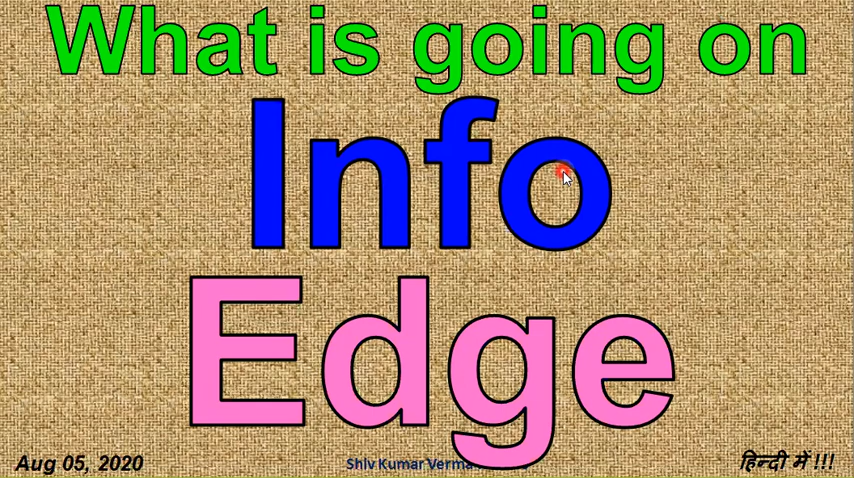 What is going on
Info
Edge
Aug 05, 2020
Shiv Kumar Verma
हिन्दी में !!!